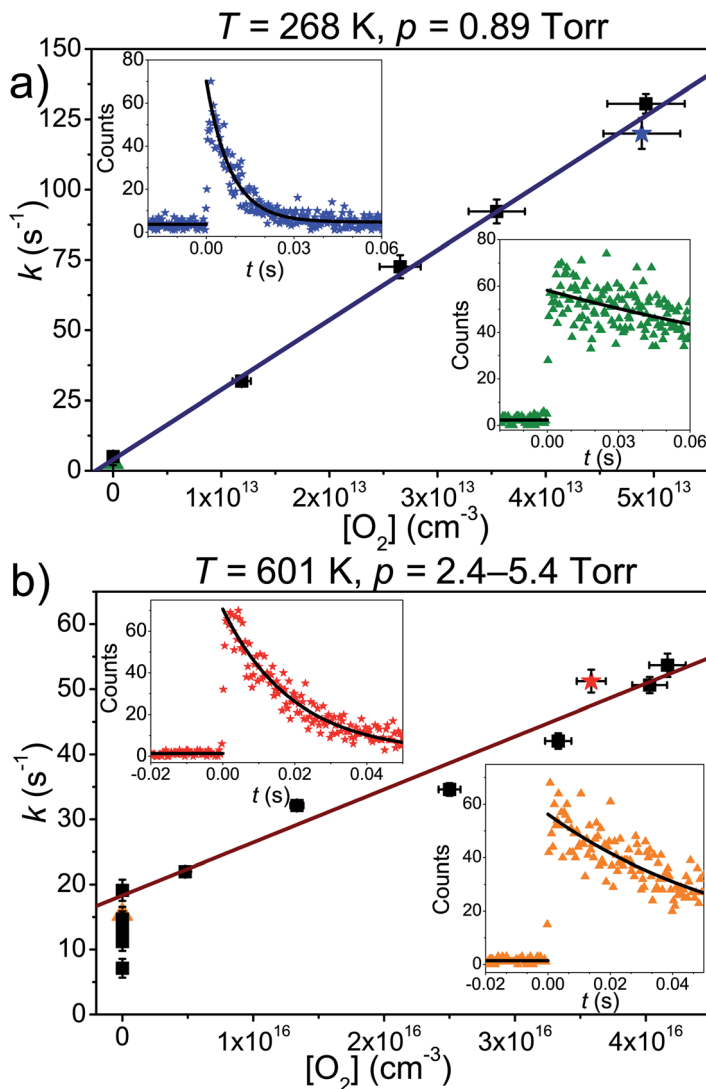 T = 268 K, p = 0.89 Torr
a)
150
125
100
75
50
25
0
k (s⁻¹)
80
60
40
20
0
Counts
0.00 0.03 0.06
t (s)
80
60
40
20
0
Counts
0.00 0.03 0.06
t (s)
0 1x10¹³ 2x10¹³ 3x10¹³ 4x10¹³ 5x10¹³
[O₂] (cm⁻³)
b)
T = 601 K, p = 2.4–5.4 Torr
60
50
40
30
20
10
0
k (s⁻¹)
70
35
0
Counts
-0.02 0.00 0.02 0.04
t (s)
60
40
20
0
Counts
-0.02 0.00 0.02 0.04
t (s)
0 1x10¹⁶ 2x10¹⁶ 3x10¹⁶ 4x10¹⁶
[O₂] (cm⁻³)